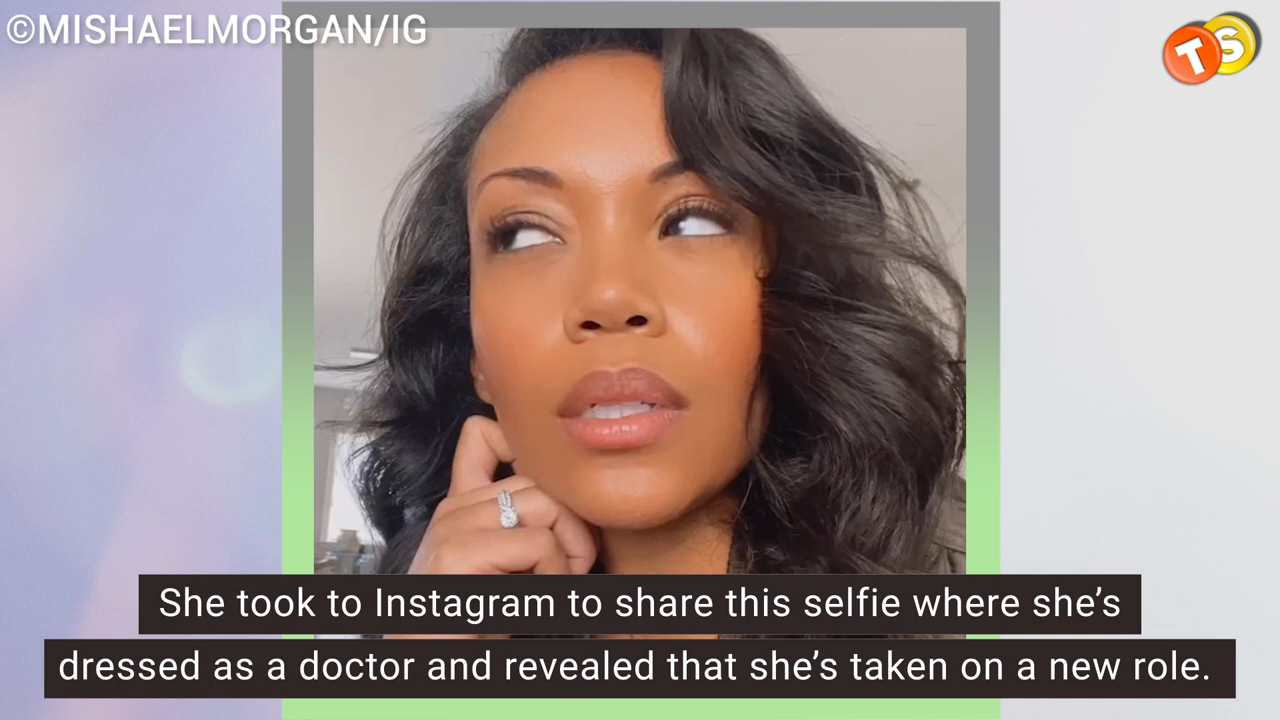 ©MISHAELMORGAN/IG
TS
She took to Instagram to share this selfie where she’s
dressed as a doctor and revealed that she’s taken on a new role.